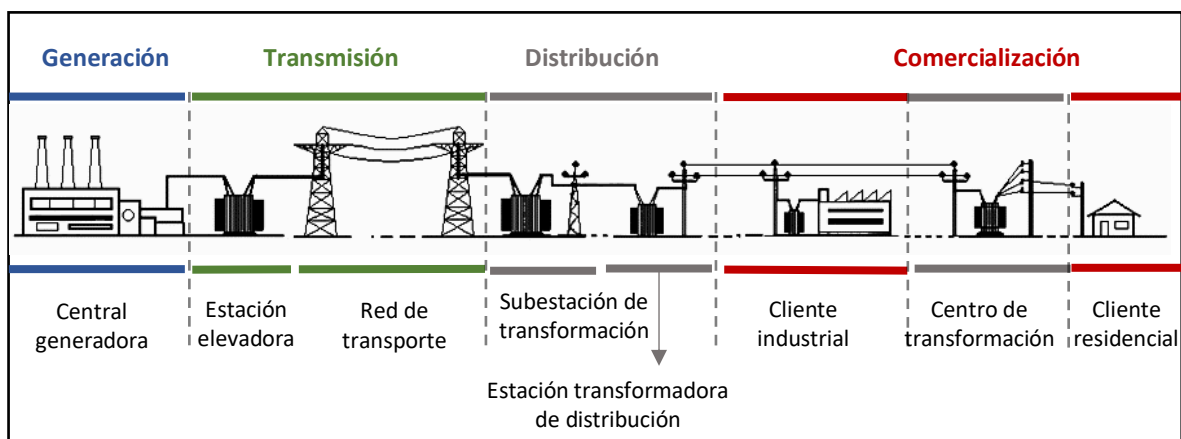 Generación
Transmisión
Distribución
Comercialización
Central
generadora
Estación
elevadora
Red de
transporte
Subestación de
transformación
Estación transformadora
de distribución
Cliente
industrial
Centro de
transformación
Cliente
residencial